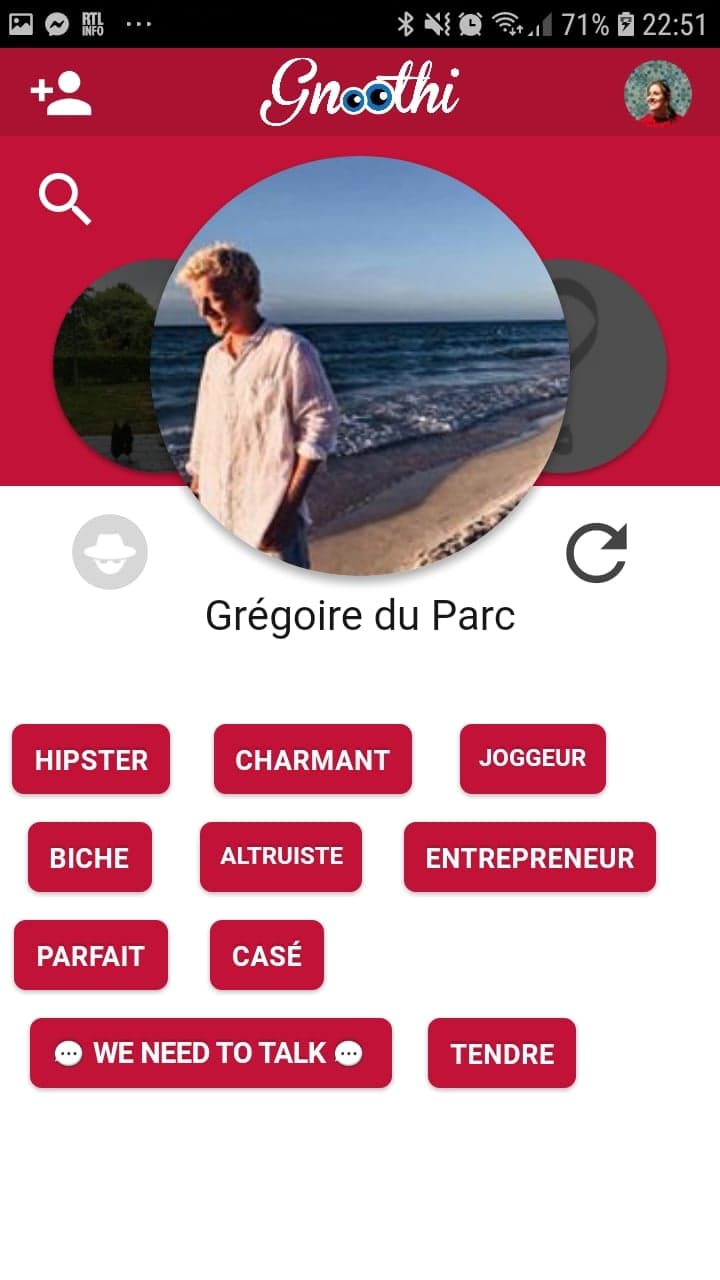 RTL INFO 71% 22:51
Gnoothi
Grégoire du Parc
HIPSTER CHARMANT JOGGEUR
BICHE ALTRUISTE ENTREPRENEUR
PARFAIT CASÉ
💬 WE NEED TO TALK 💬 TENDRE